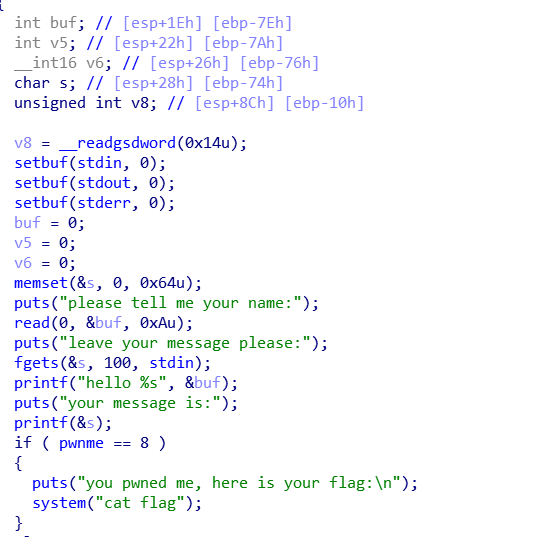 {
int buf; // [esp+1Eh] [ebp-7Eh]
int v5; // [esp+22h] [ebp-7Ah]
__int16 v6; // [esp+26h] [ebp-76h]
char s; // [esp+28h] [ebp-74h]
unsigned int v8; // [esp+8Ch] [ebp-10h]
v8 = __readgsdword(0x14u);
setbuf(stdin, 0);
setbuf(stdout, 0);
setbuf(stderr, 0);
buf = 0;
v5 = 0;
v6 = 0;
memset(&s, 0, 0x64u);
puts("please tell me your name:");
read(0, &buf, 0xAu);
puts("leave your message please:");
fgets(&s, 100, stdin);
printf("hello %s", &buf);
puts("your message is:");
printf(&s);
if ( pwnme == 8 )
{
puts("you pwned me, here is your flag:\n");
system("cat flag");
}